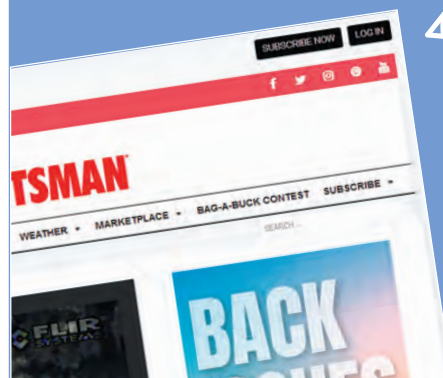 SUBSCRIBE NOW LOG IN
TSMAN
WEATHER MARKETPLACE BAG-A-BUCK CONTEST SUBSCRIBE
SEARCH ...
FLIR
SYSTEMS
BACK